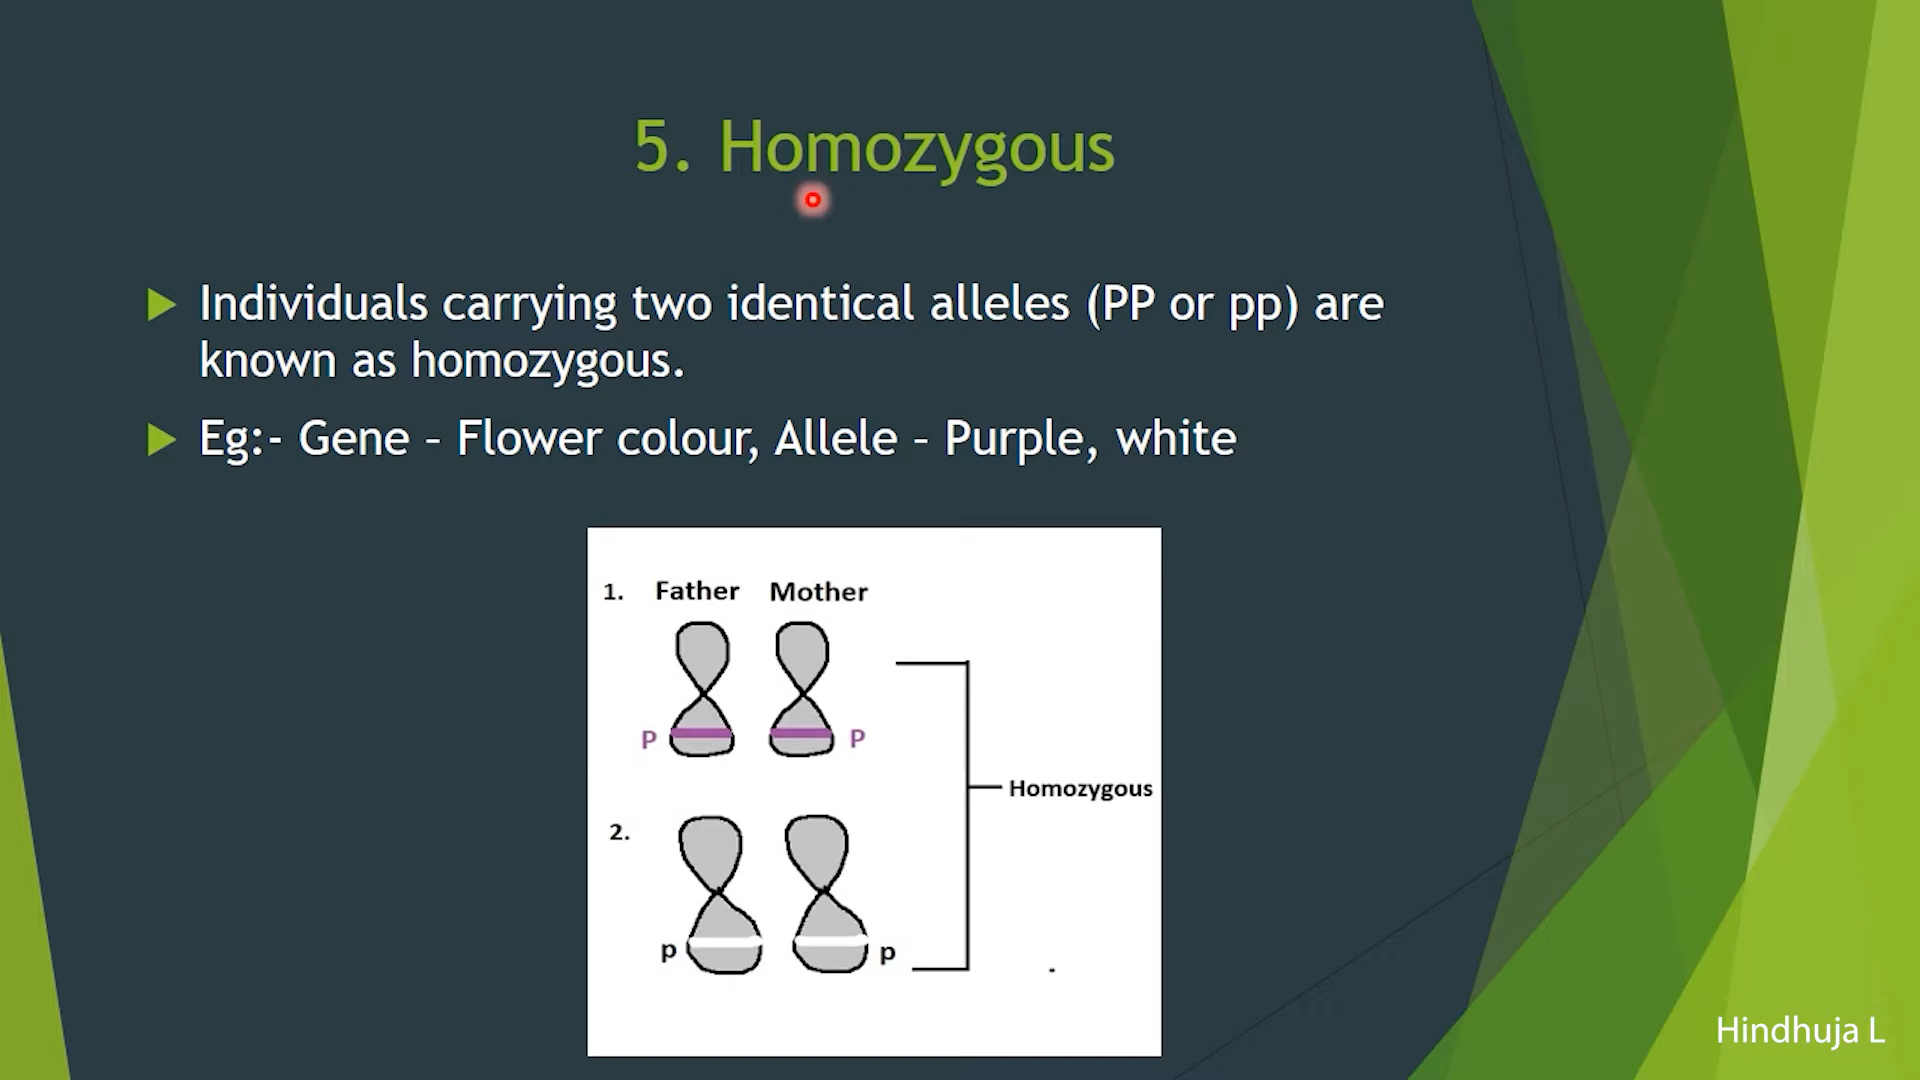 5. Homozygous
Individuals carrying two identical alleles (PP or pp) are
known as homozygous.
Eg:- Gene – Flower colour, Allele – Purple, white
1. Father Mother
P P
Homozygous
2.
p p
Hindhuja L